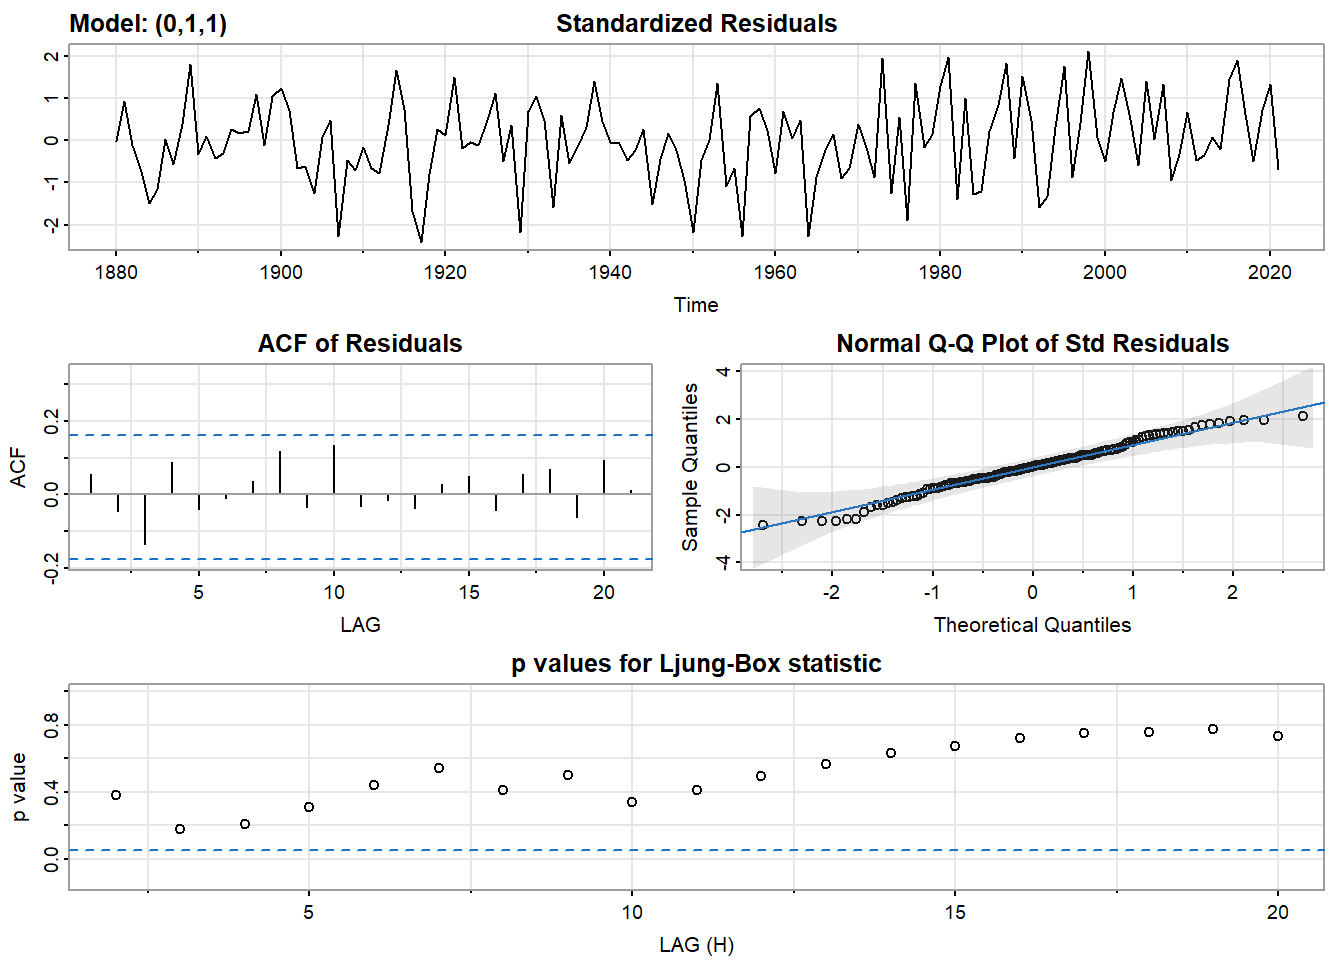 Model: (0,1,1) Standardized Residuals
2
1
0
-1
-2
1880 1900 1920 1940 1960 1980 2000 2020
Time
ACF of Residuals
ACF
0.2
0.0
-0.2
5 10 15 20
LAG
Normal Q-Q Plot of Std Residuals
Sample Quantiles
4
2
0
-2
-4
-2 -1 0 1 2
Theoretical Quantiles
p values for Ljung-Box statistic
p value
0.8
0.4
0.0
5 10 15 20
LAG (H)